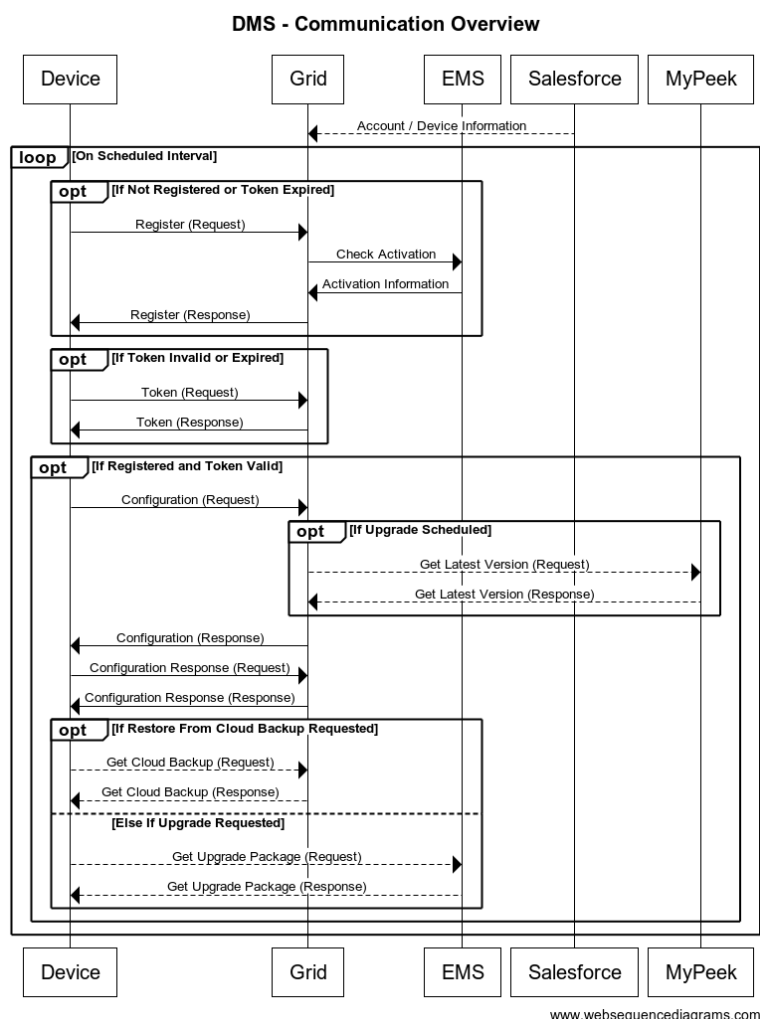 DMS - Communication Overview
Device Grid EMS Salesforce MyPeek
Account / Device Information
loop [On Scheduled Interval]
opt [If Not Registered or Token Expired]
Register (Request)
Check Activation
Activation Information
Register (Response)
opt [If Token Invalid or Expired]
Token (Request)
Token (Response)
opt [If Registered and Token Valid]
Configuration (Request)
opt [If Upgrade Scheduled]
Get Latest Version (Request)
Get Latest Version (Response)
Configuration (Response)
Configuration Response (Request)
Configuration Response (Response)
opt [If Restore From Cloud Backup Requested]
Get Cloud Backup (Request)
Get Cloud Backup (Response)
[Else If Upgrade Requested]
Get Upgrade Package (Request)
Get Upgrade Package (Response)
Device Grid EMS Salesforce MyPeek
www.websequencediagrams.com